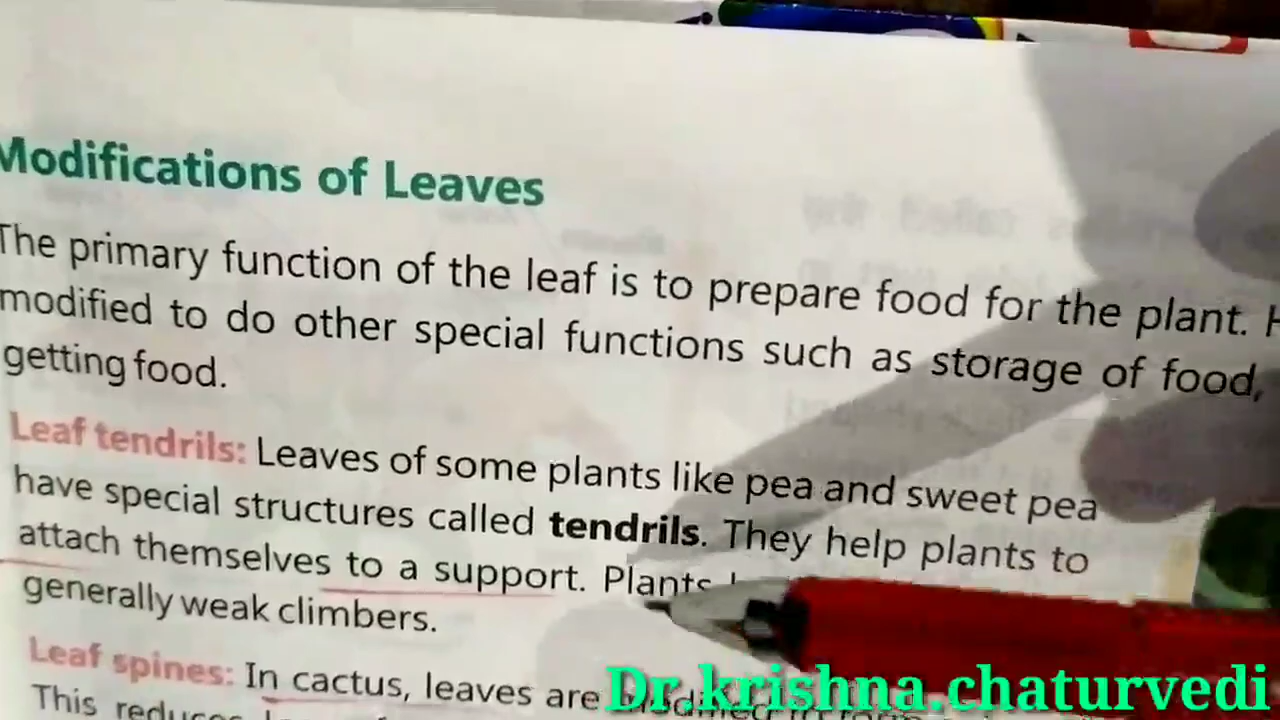 Modifications of Leaves
The primary function of the leaf is to prepare food for the plant.
modified to do other special functions such as storage of food,
getting food.
Leaf tendrils: Leaves of some plants like pea and sweet pea
have special structures called tendrils. They help plants to
attach themselves to a support. Plants
generally weak climbers.
Leaf spines: In cactus, leaves are
This
Dr.krishna.chaturvedi